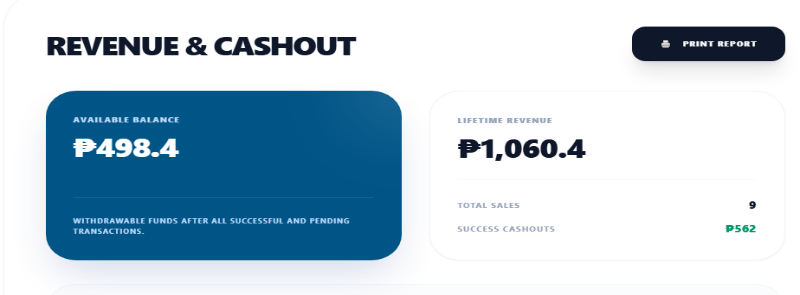 REVENUE & CASHOUT
PRINT REPORT
AVAILABLE BALANCE
₱498.4
WITHDRAWABLE FUNDS AFTER ALL SUCCESSFUL AND PENDING
TRANSACTIONS.
LIFETIME REVENUE
₱1,060.4
TOTAL SALES 9
SUCCESS CASHOUTS ₱562